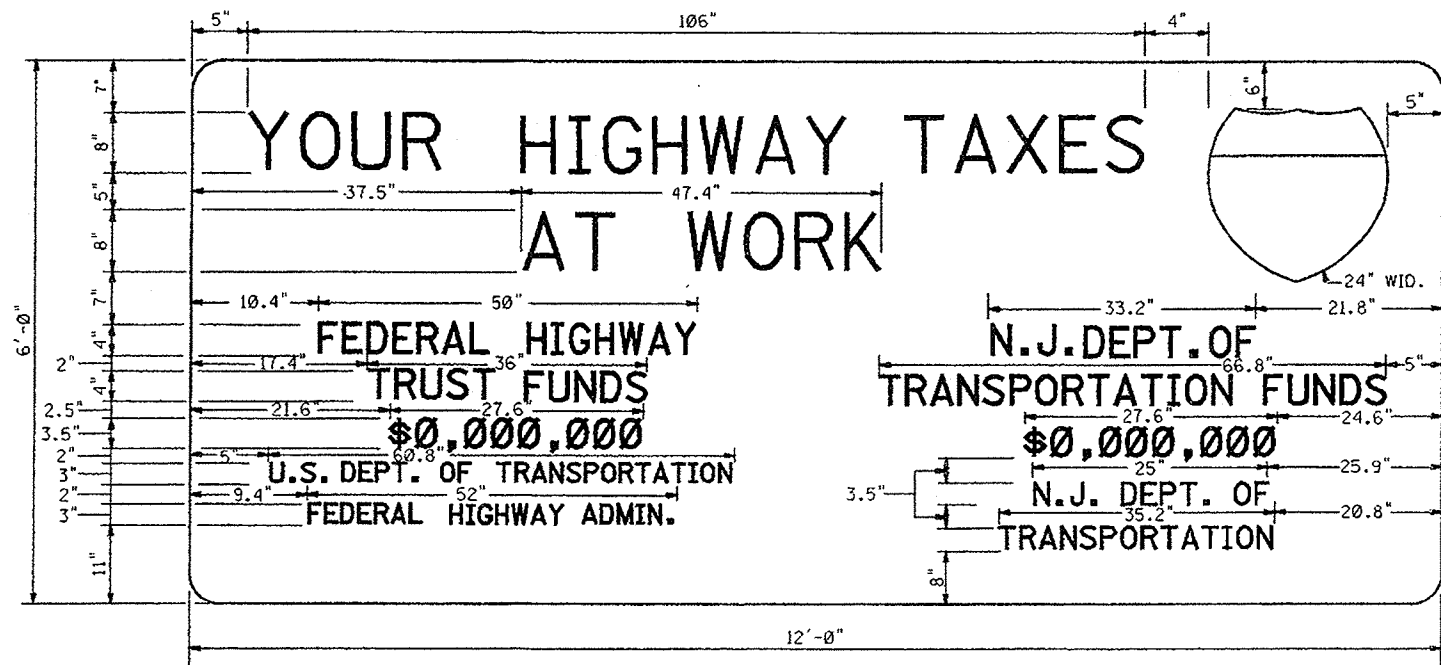 5" 106" 4"
7" 6" 5"
8" YOUR HIGHWAY TAXES
5" 37.5" 47.4"
8" AT WORK
24" WID.
7" 10.4" 50" 33.2" 21.8"
6'-0"
4" FEDERAL HIGHWAY N.J.DEPT.OF
2" 17.4" 36" 66.8" 5"
4" TRUST FUNDS TRANSPORTATION FUNDS
2.5" 21.6" 27.6" 27.6" 24.6"
3.5" $0,000,000 $0,000,000
2" 5" 60.8"
3" U.S. DEPT. OF TRANSPORTATION 25" 25.9"
2" 9.4" 52" 3.5" N.J. DEPT. OF
3" FEDERAL HIGHWAY ADMIN. 35.2" 20.8"
TRANSPORTATION
11" 8"
12'-0"